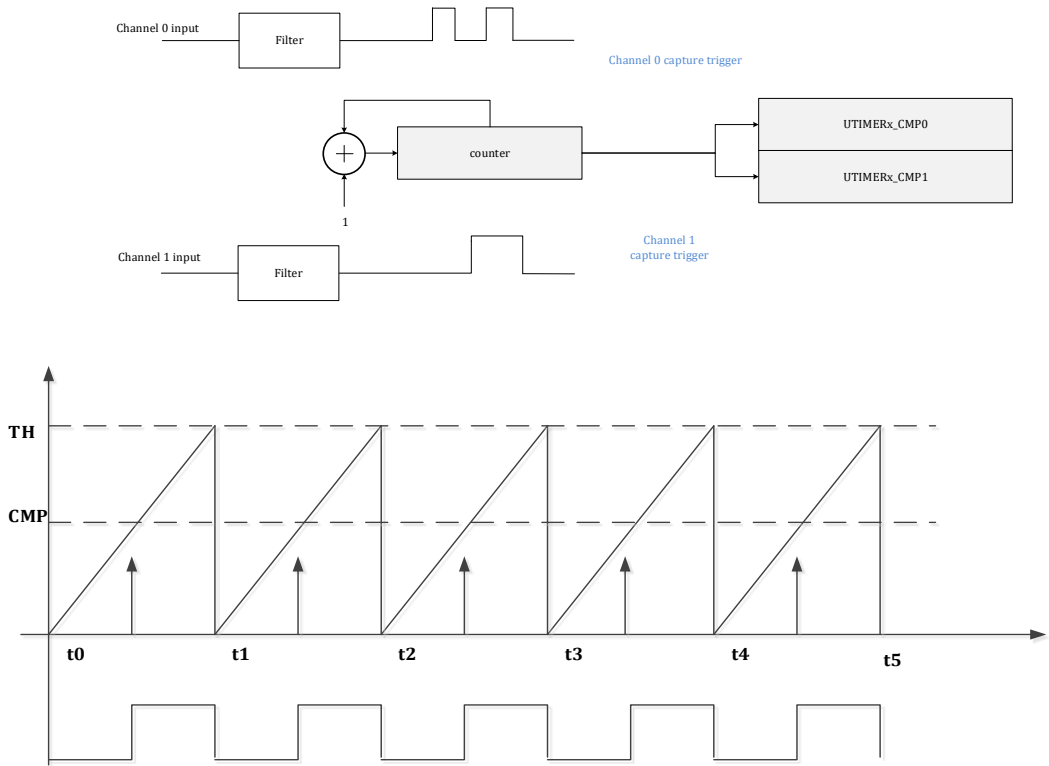 Channel 0 input
Filter
Channel 0 capture trigger
UTIMERx_CMP0
counter
UTIMERx_CMP1
1
Channel 1 input
Filter
Channel 1
capture trigger
TH
CMP
t0
t1
t2
t3
t4
t5